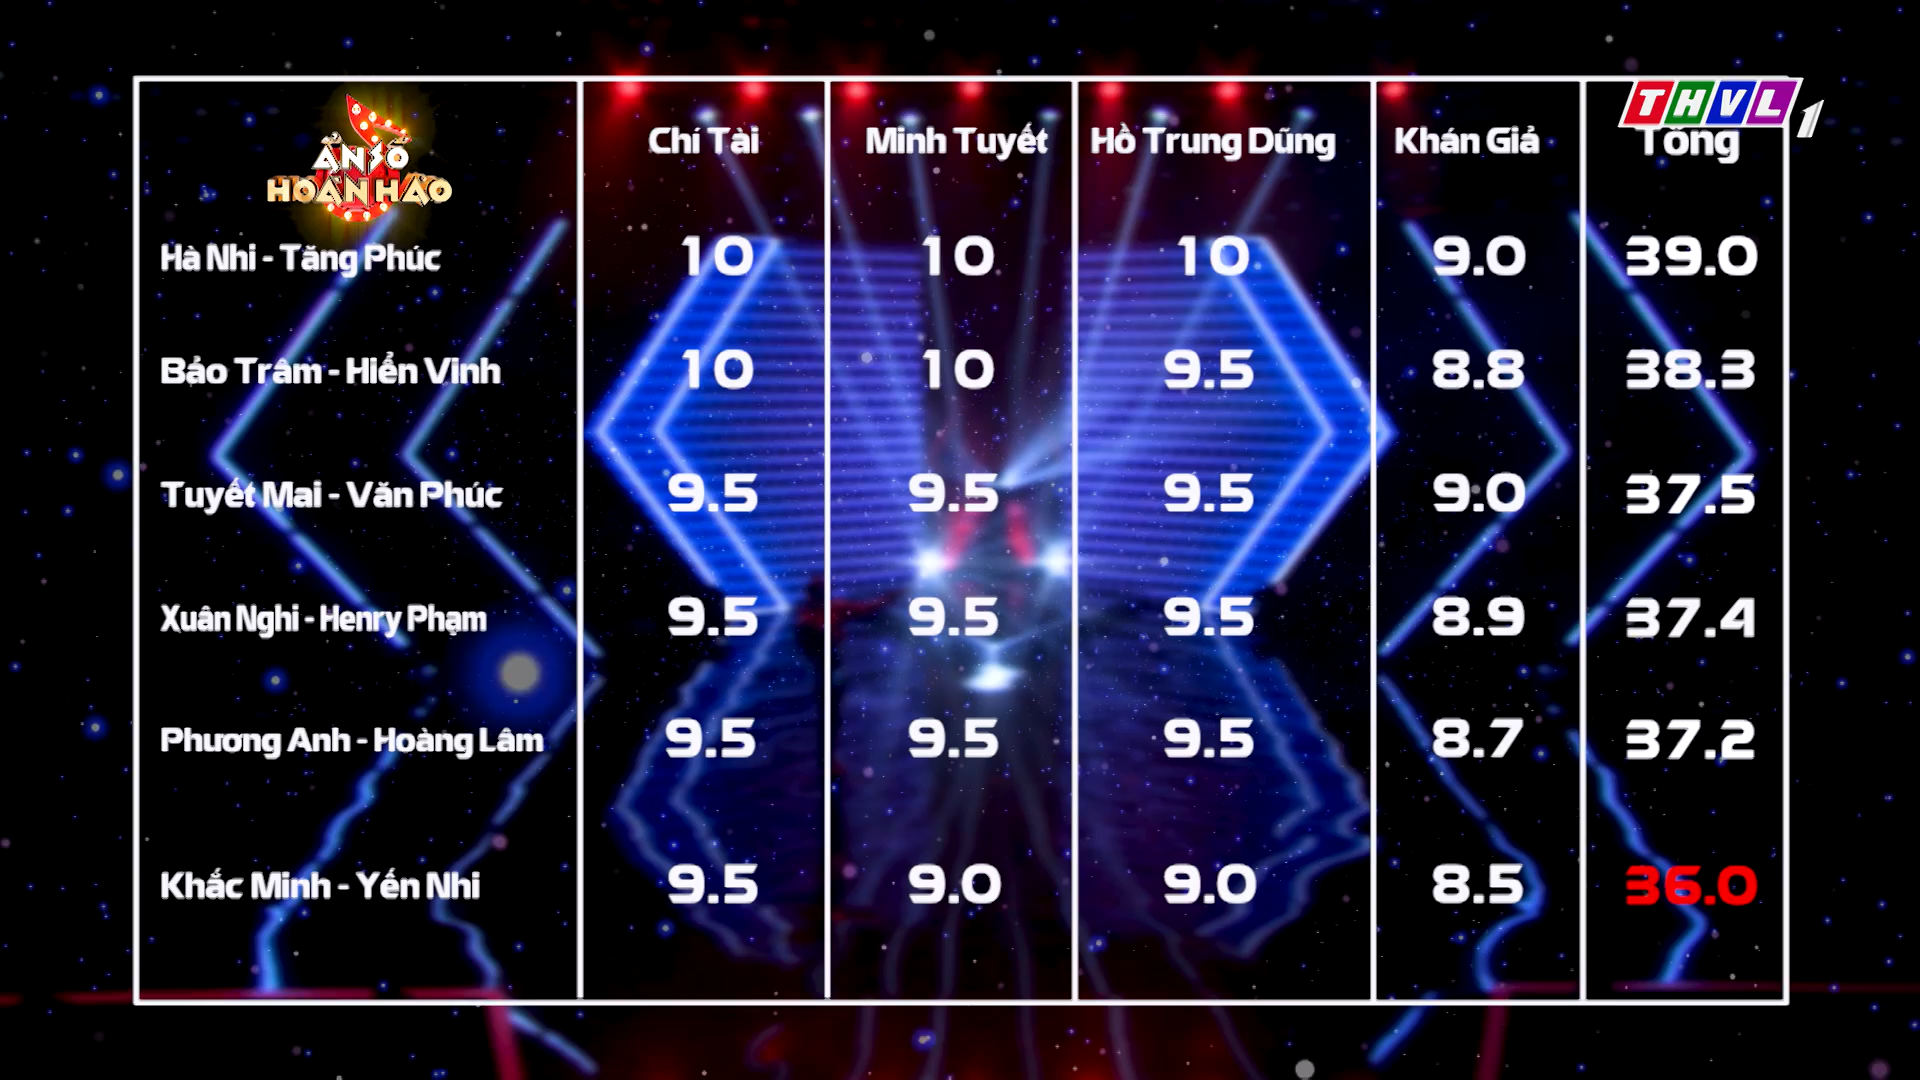 THVL 1
ẨN SỐ
HOÀN HẢO
Chí Tài Minh Tuyết Hồ Trung Dũng Khán Giả Tổng
Hà Nhi - Tăng Phúc 10 10 10 9.0 39.0
Bảo Trâm - Hiển Vinh 10 10 9.5 8.8 38.3
Tuyết Mai - Văn Phúc 9.5 9.5 9.5 9.0 37.5
Xuân Nghi - Henry Phạm 9.5 9.5 9.5 8.9 37.4
Phương Anh - Hoàng Lâm 9.5 9.5 9.5 8.7 37.2
Khắc Minh - Yến Nhi 9.5 9.0 9.0 8.5 36.0